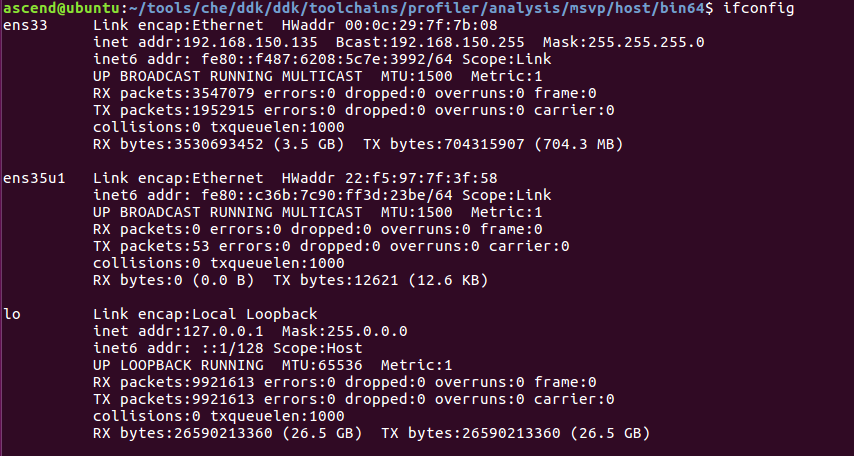 ascend@ubuntu:~/tools/che/ddk/ddk/toolchains/profiler/analysis/msvp/host/bin64$ ifconfig
ens33     Link encap:Ethernet  HWaddr 00:0c:29:7f:7b:08
          inet addr:192.168.150.135  Bcast:192.168.150.255  Mask:255.255.255.0
          inet6 addr: fe80::f487:6208:5c7e:3992/64 Scope:Link
          UP BROADCAST RUNNING MULTICAST  MTU:1500  Metric:1
          RX packets:3547079 errors:0 dropped:0 overruns:0 frame:0
          TX packets:1952915 errors:0 dropped:0 overruns:0 carrier:0
          collisions:0 txqueuelen:1000
          RX bytes:3530693452 (3.5 GB)  TX bytes:704315907 (704.3 MB)

ens35u1   Link encap:Ethernet  HWaddr 22:f5:97:7f:3f:58
          inet6 addr: fe80::c36b:7c90:ff3d:23be/64 Scope:Link
          UP BROADCAST RUNNING MULTICAST  MTU:1500  Metric:1
          RX packets:0 errors:0 dropped:0 overruns:0 frame:0
          TX packets:53 errors:0 dropped:0 overruns:0 carrier:0
          collisions:0 txqueuelen:1000
          RX bytes:0 (0.0 B)  TX bytes:12621 (12.6 KB)

lo        Link encap:Local Loopback
          inet addr:127.0.0.1  Mask:255.0.0.0
          inet6 addr: ::1/128 Scope:Host
          UP LOOPBACK RUNNING  MTU:65536  Metric:1
          RX packets:9921613 errors:0 dropped:0 overruns:0 frame:0
          TX packets:9921613 errors:0 dropped:0 overruns:0 carrier:0
          collisions:0 txqueuelen:1000
          RX bytes:26590213360 (26.5 GB)  TX bytes:26590213360 (26.5 GB)